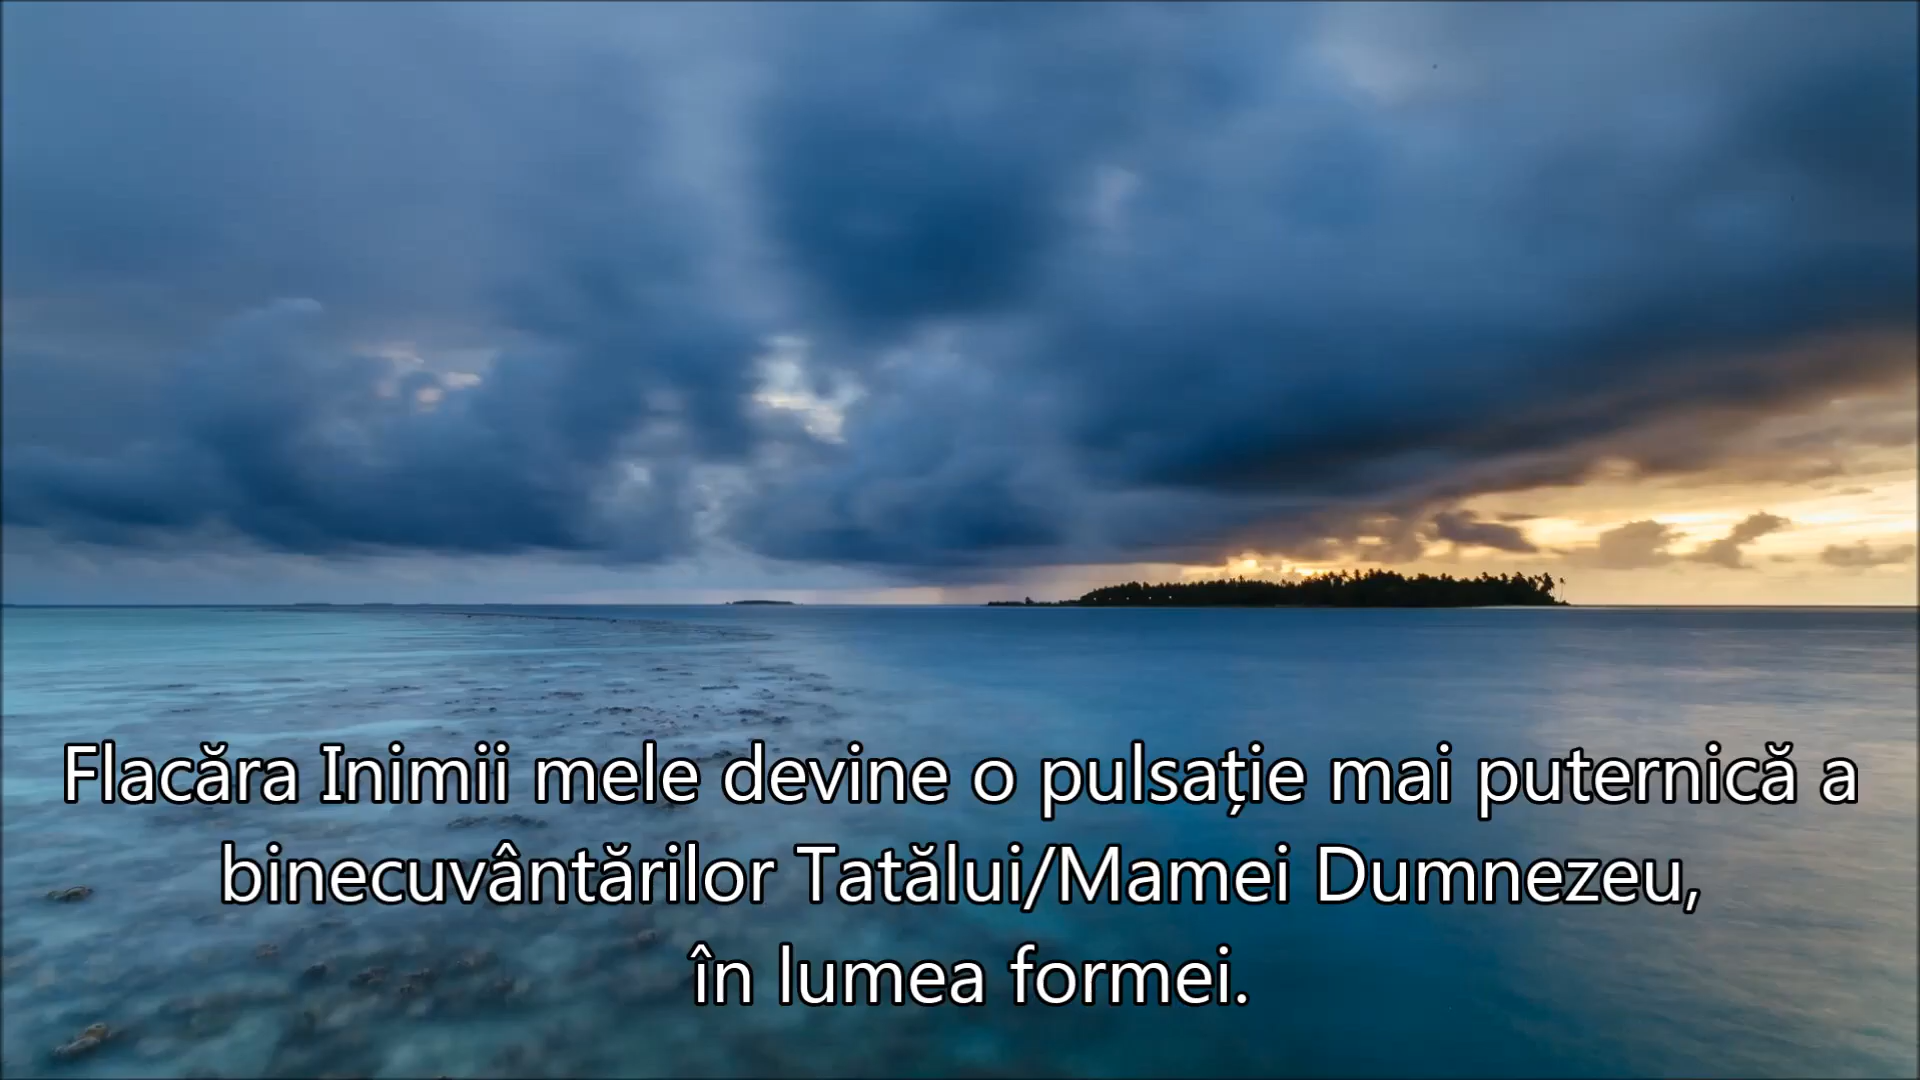 Flacăra Inimii mele devine o pulsație mai puternică a
binecuvântărilor Tatălui/Mamei Dumnezeu,
în lumea formei.